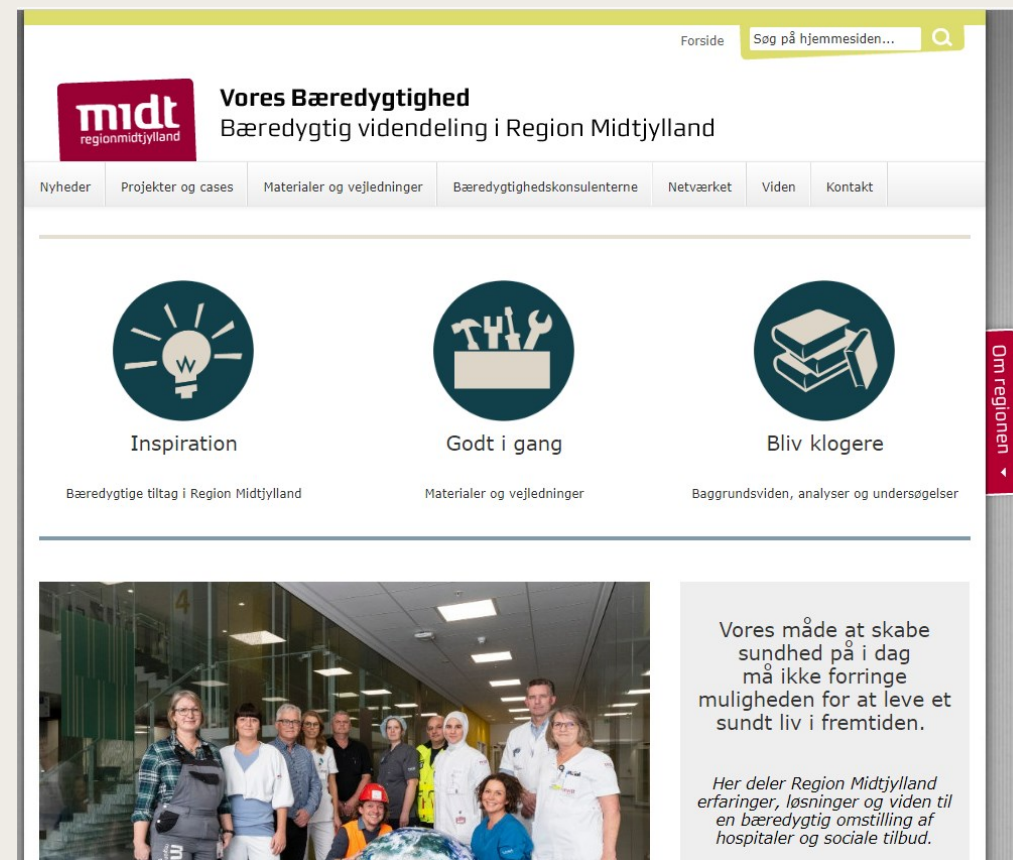 Forside
Søg på hjemmesiden...
midt
regionmidtjylland
Vores Bæredygtighed
Bæredygtig videndeling i Region Midtjylland
Nyheder
Projekter og cases
Materialer og vejledninger
Bæredygtighedskonsulenterne
Netværket
Viden
Kontakt
Inspiration
Bæredygtige tiltag i Region Midtjylland
Godt i gang
Materialer og vejledninger
Bliv klogere
Baggrundsviden, analyser og undersøgelser
Om regionen
4
Vores måde at skabe
sundhed på i dag
må ikke forringe
muligheden for at leve et
sundt liv i fremtiden.
Her deler Region Midtjylland
erfaringer, løsninger og viden til
en bæredygtig omstilling af
hospitaler og sociale tilbud.